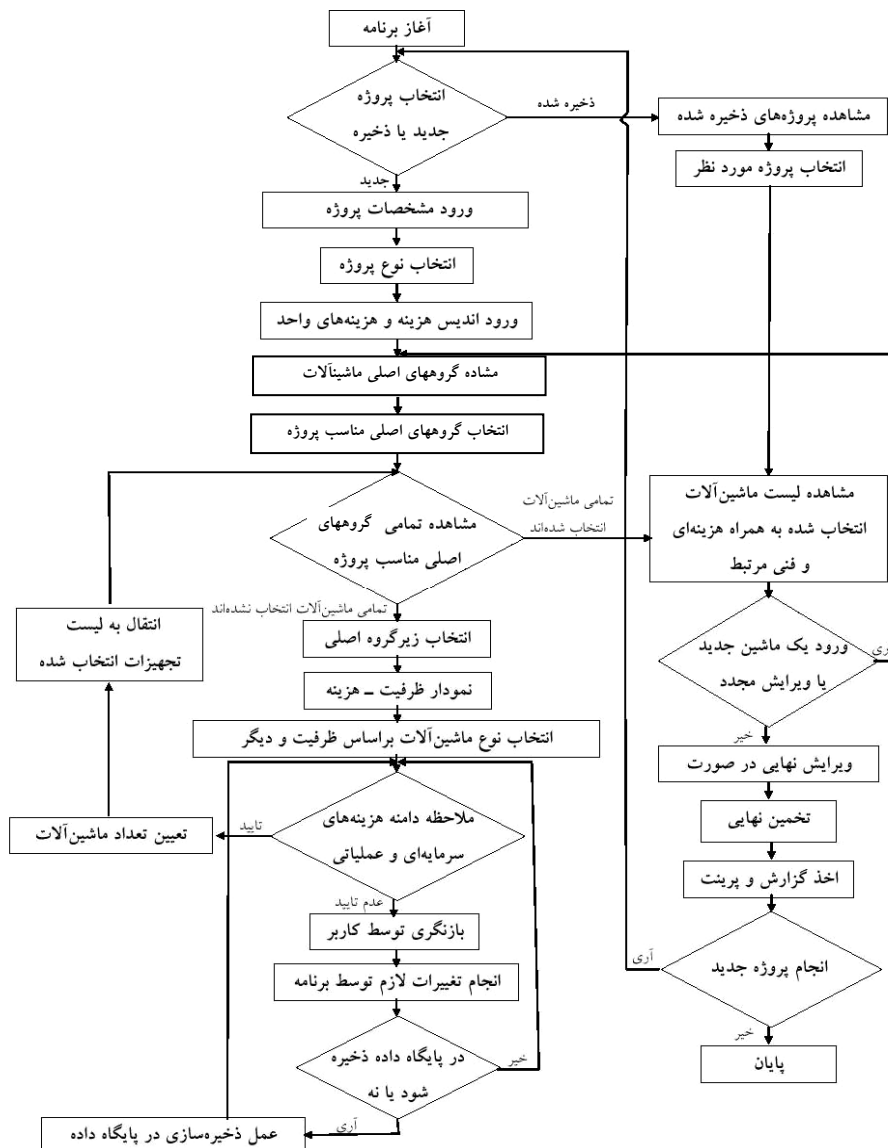 آغاز برنامه
انتخاب پروژه
جدید یا ذخیره
ذخیره شده
مشاهده پروژه‌های ذخیره شده
انتخاب پروژه مورد نظر
جدید
ورود مشخصات پروژه
انتخاب نوع پروژه
ورود اندیس هزینه و هزینه‌های واحد
مشاده گروههای اصلی ماشینآلات
انتخاب گروههای اصلی مناسب پروژه
مشاهده تمامی گروههای
اصلی مناسب پروژه
تمامی ماشین‌آلات
انتخاب شده‌اند
مشاهده لیست ماشین‌آلات
انتخاب شده به همراه هزینه‌ای
و فنی مرتبط
تمامی ماشین‌آلات انتخاب نشده‌اند
انتخاب زیرگروه اصلی
نمودار ظرفیت ـ هزینه
انتخاب نوع ماشین‌آلات براساس ظرفیت و دیگر
ملاحظه دامنه هزینه‌های
سرمایه‌ای و عملیاتی
تایید
تعیین تعداد ماشین‌آلات
انتقال به لیست
تجهیزات انتخاب شده
عدم تایید
بازنگری توسط کاربر
انجام تغییرات لازم توسط برنامه
در پایگاه داده ذخیره
شود یا نه
خیر
آری
عمل ذخیره‌سازی در پایگاه داده
ورود یک ماشین جدید
یا ویرایش مجدد
خیر
ویرایش نهایی در صورت
تخمین نهایی
اخذ گزارش و پرینت
انجام پروژه جدید
آری
خیر
پایان